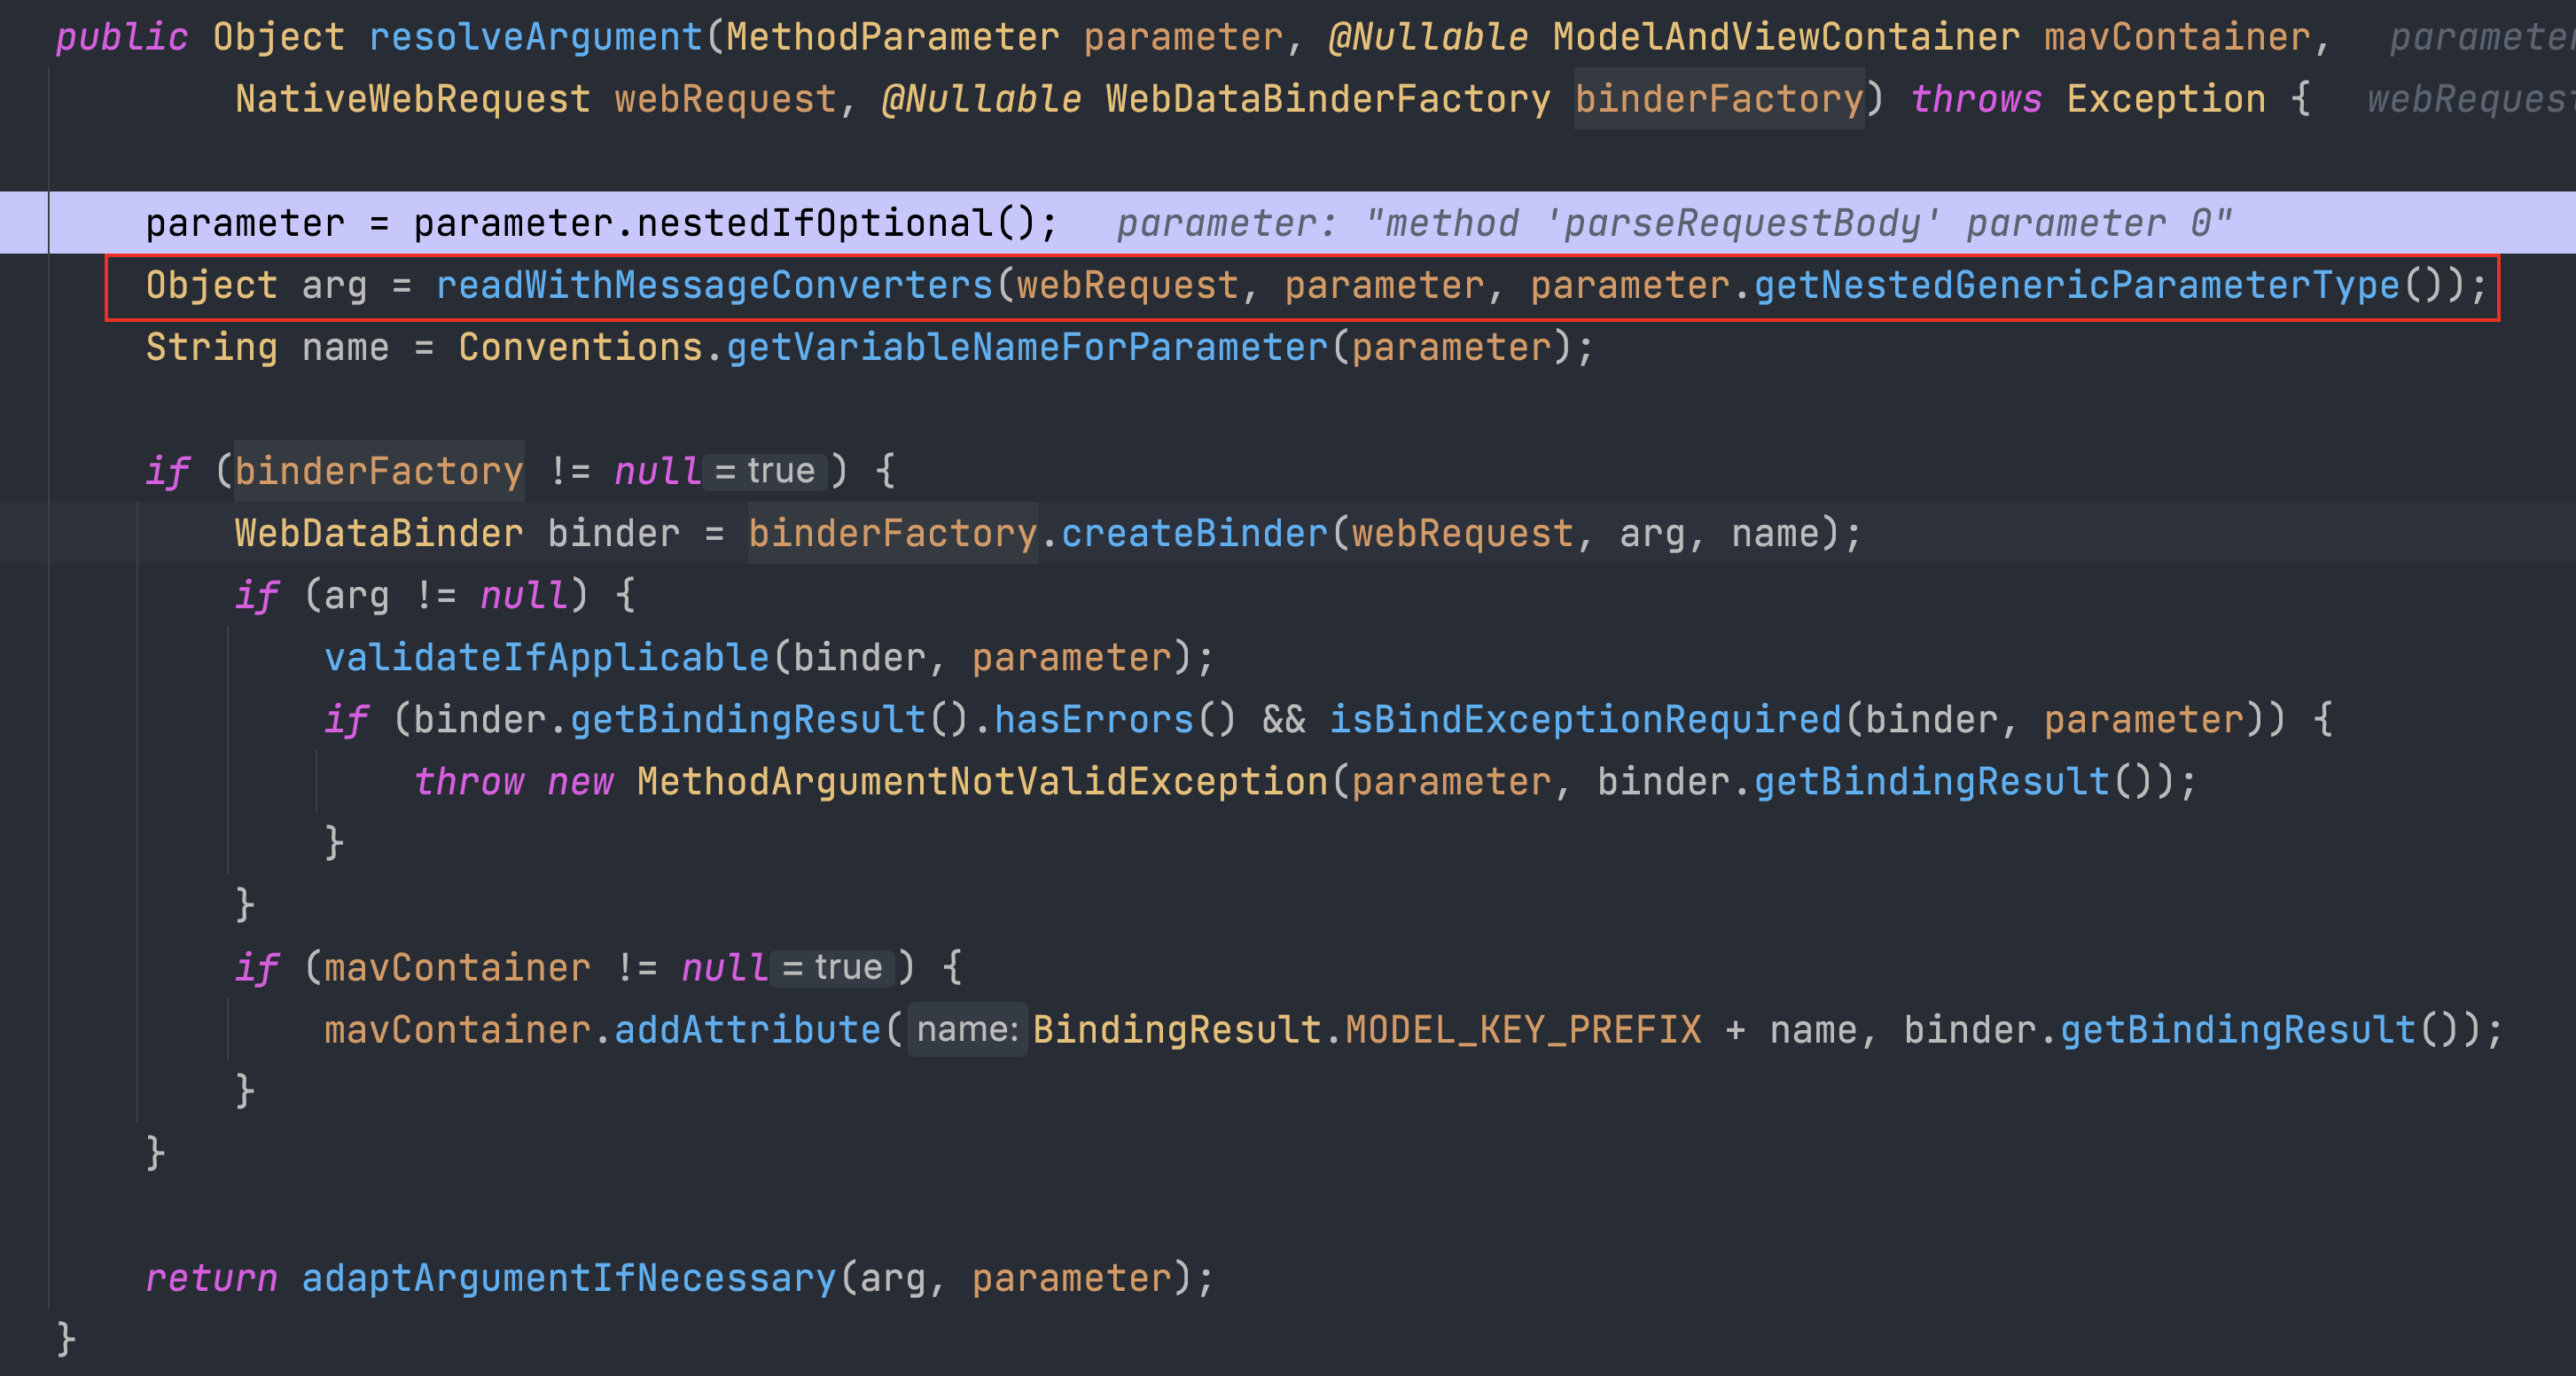 public Object resolveArgument(MethodParameter parameter, @Nullable ModelAndViewContainer mavContainer,
NativeWebRequest webRequest, @Nullable WebDataBinderFactory binderFactory) throws Exception {
parameter = parameter.nestedIfOptional(); parameter: "method 'parseRequestBody' parameter 0"
Object arg = readWithMessageConverters(webRequest, parameter, parameter.getNestedGenericParameterType());
String name = Conventions.getVariableNameForParameter(parameter);
if (binderFactory != null = true ) {
WebDataBinder binder = binderFactory.createBinder(webRequest, arg, name);
if (arg != null) {
validateIfApplicable(binder, parameter);
if (binder.getBindingResult().hasErrors() && isBindExceptionRequired(binder, parameter)) {
throw new MethodArgumentNotValidException(parameter, binder.getBindingResult());
}
}
if (mavContainer != null = true ) {
mavContainer.addAttribute( name: BindingResult.MODEL_KEY_PREFIX + name, binder.getBindingResult());
}
}
return adaptArgumentIfNecessary(arg, parameter);
}